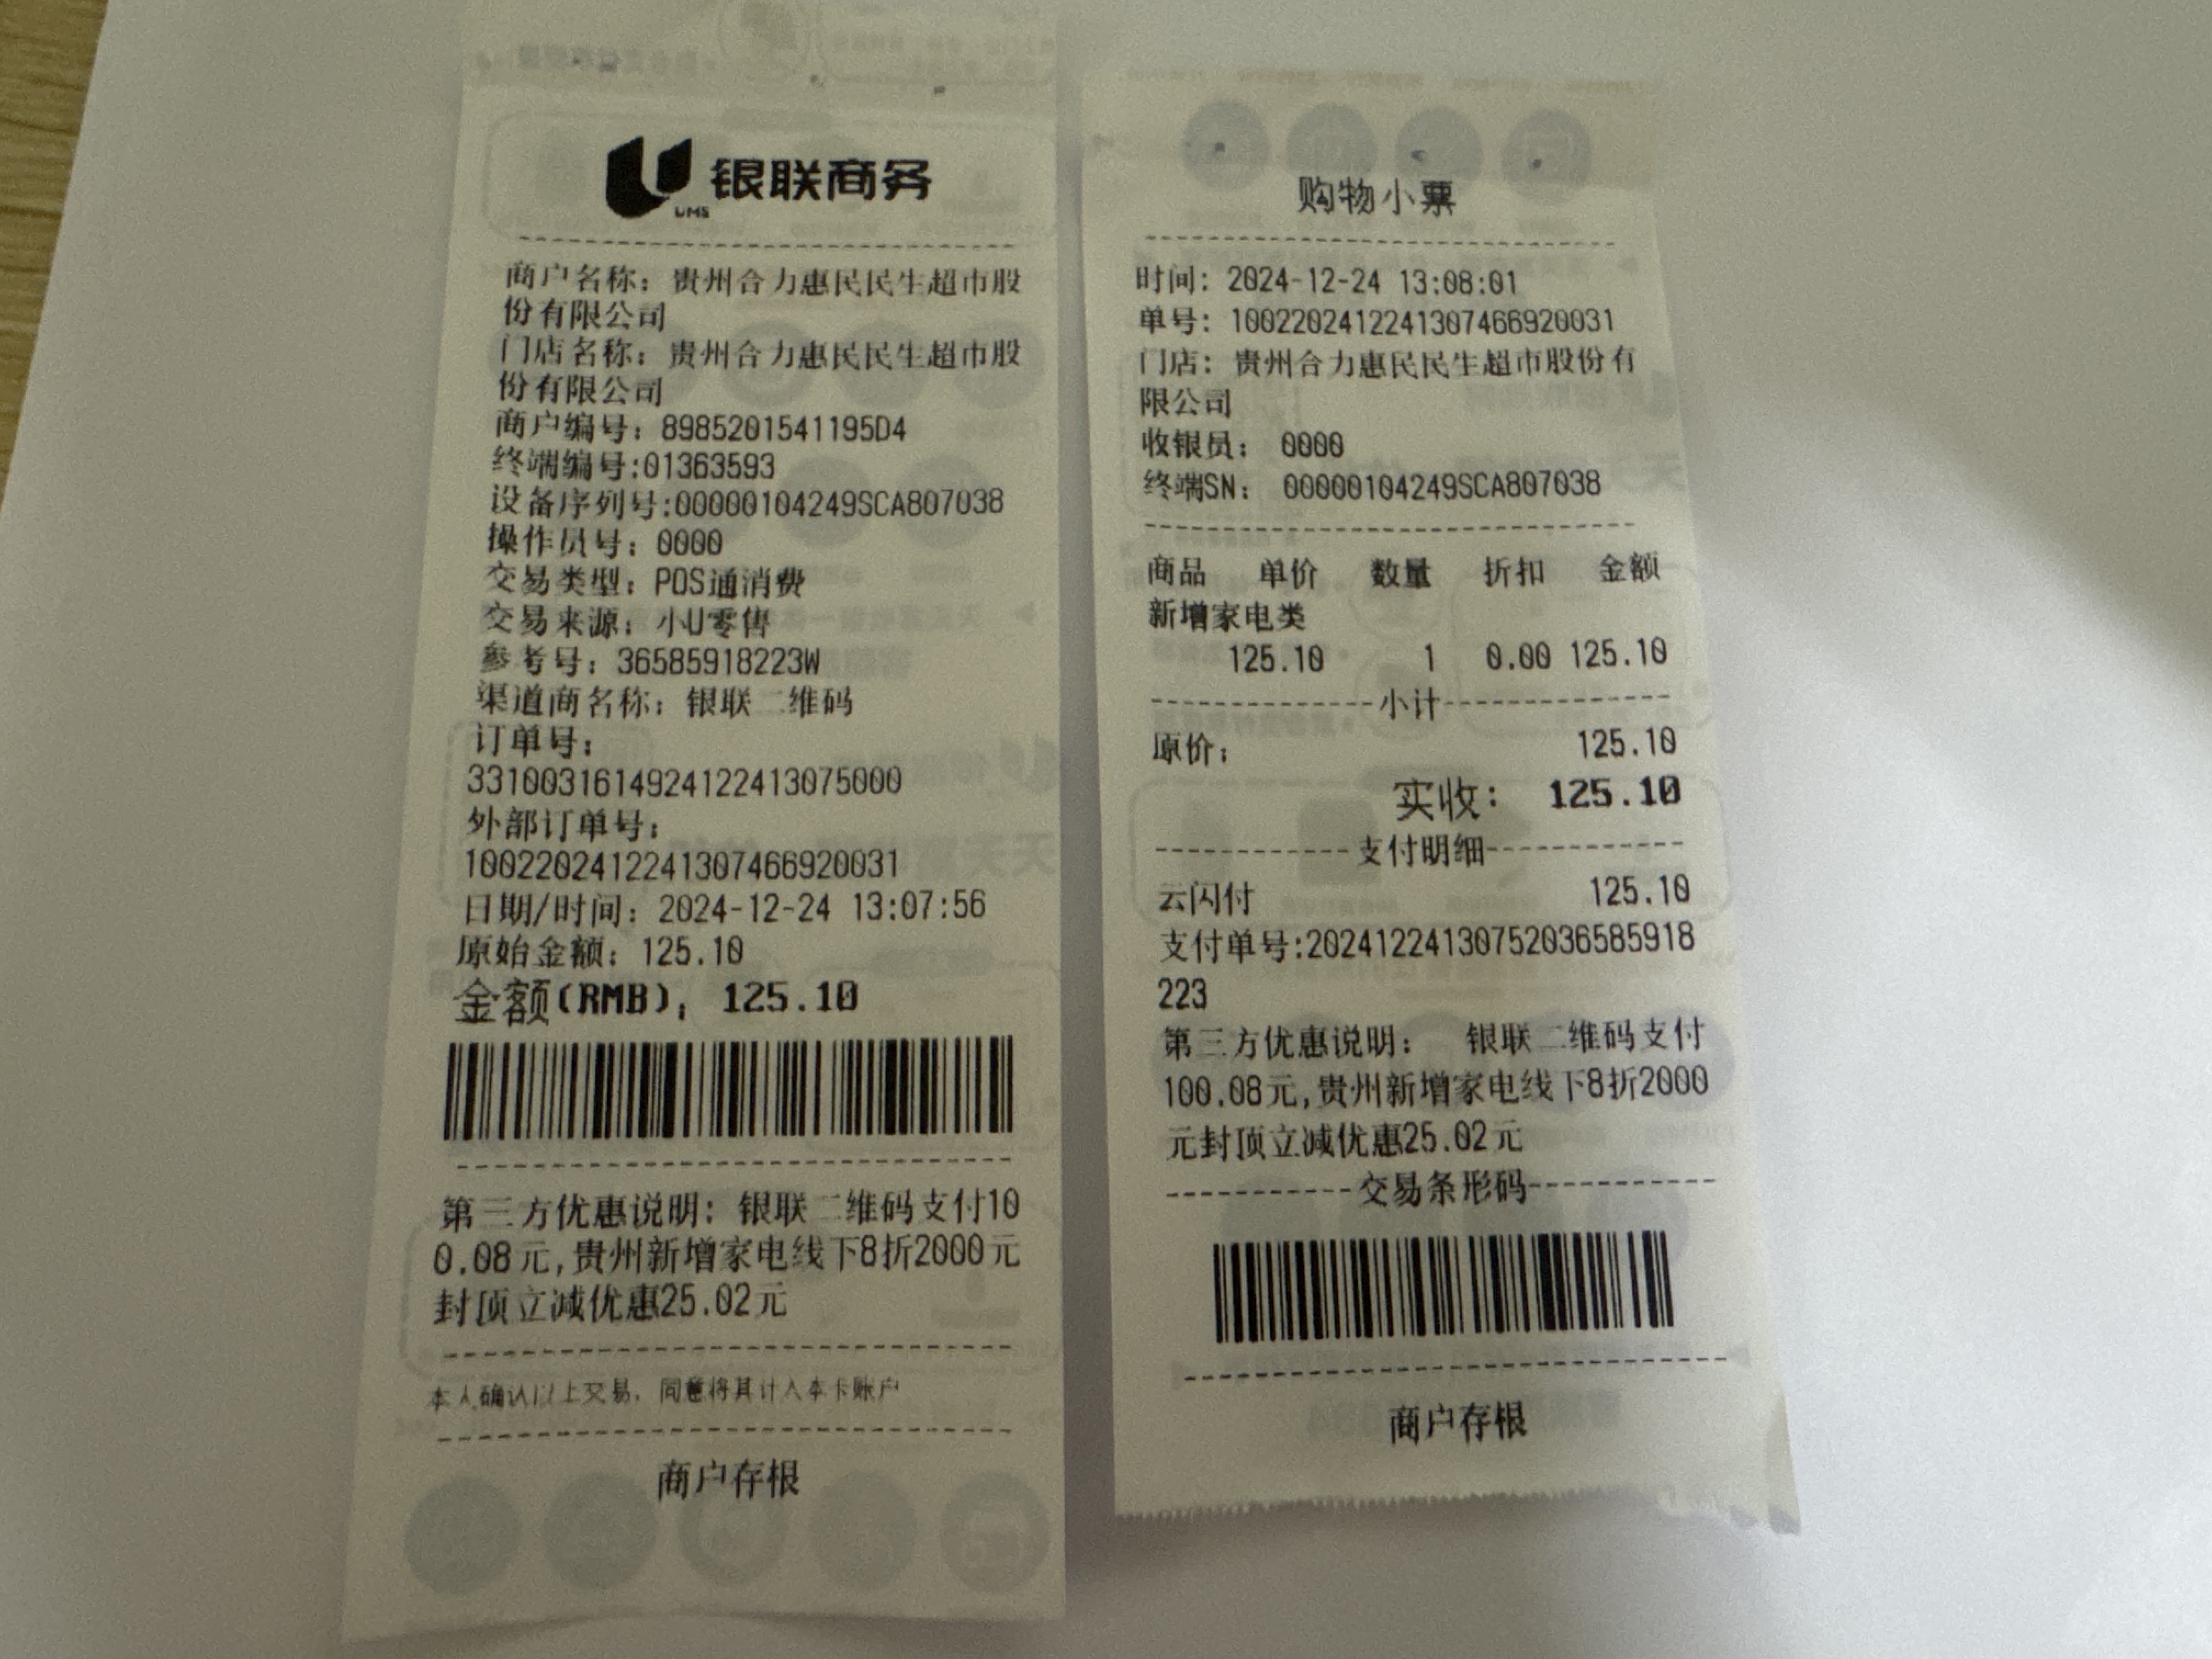 银联商务
UMS
商户名称：贵州合力惠民民生超市股
份有限公司
门店名称：贵州合力惠民民生超市股
份有限公司
商户编号：8985201541195D4
终端编号:01363593
设备序列号:00000104249SCA807038
操作员号：0000
交易类型：POS通消费
交易来源：小U零售
参考号：36585918223W
渠道商名称：银联二维码
订单号：
3310031614924122413075000
外部订单号：
1002202412241307466920031
日期/时间：2024-12-24 13:07:56
原始金额：125.10
金额(RMB)：125.10
第三方优惠说明：银联二维码支付10
0.08元,贵州新增家电线下8折2000元
封顶立减优惠25.02元
本人确认以上交易，同意将其计入本卡账户
商户存根
购物小票
时间：2024-12-24 13:08:01
单号：1002202412241307466920031
门店：贵州合力惠民民生超市股份有
限公司
收银员：0000
终端SN：00000104249SCA807038
商品 单价 数量 折扣 金额
新增家电类
125.10 1 0.00 125.10
小计
原价：125.10
实收：125.10
支付明细
云闪付 125.10
支付单号:20241224130752036585918
223
第三方优惠说明：银联二维码支付
100.08元,贵州新增家电线下8折2000
元封顶立减优惠25.02元
交易条形码
商户存根